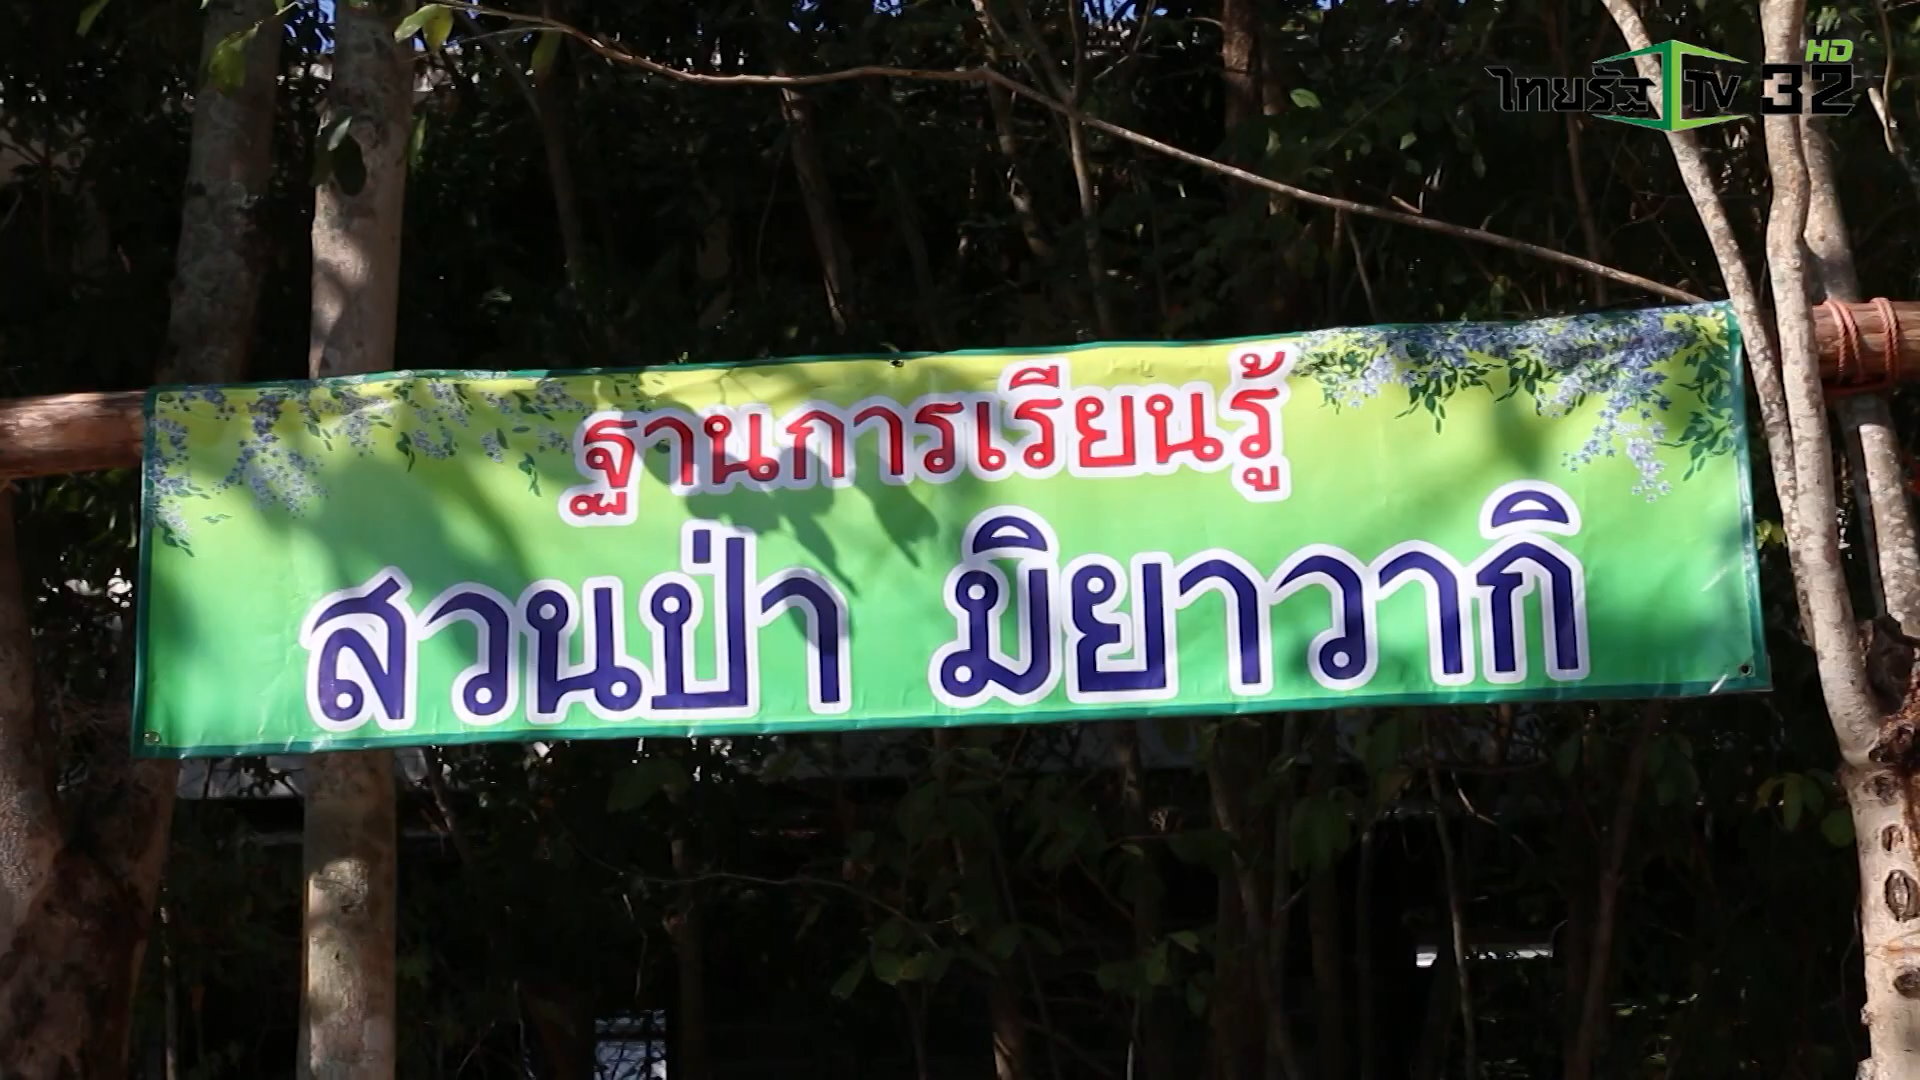 ไทยรัฐ TV 32 HD
ฐานการเรียนรู้
สวนป่า มิยาวากิ